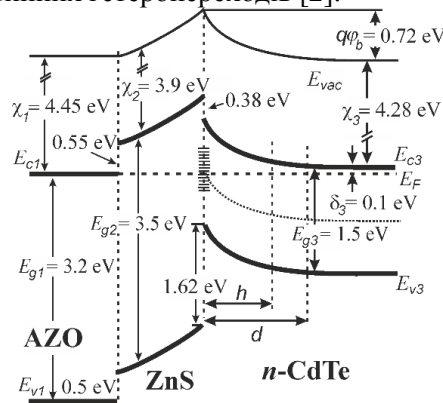 гетеропереходів [2].
qφb = 0.72 eV
Evac
χ1 = 4.45 eV
χ2 = 3.9 eV
χ3 = 4.28 eV
0.38 eV
0.55 eV
Ec1
Ec3
EF
δ3 = 0.1 eV
Eg1 = 3.2 eV
Eg2 = 3.5 eV
Eg3 = 1.5 eV
1.62 eV
h
Ev3
d
AZO
ZnS
n-CdTe
Ev1
0.5 eV